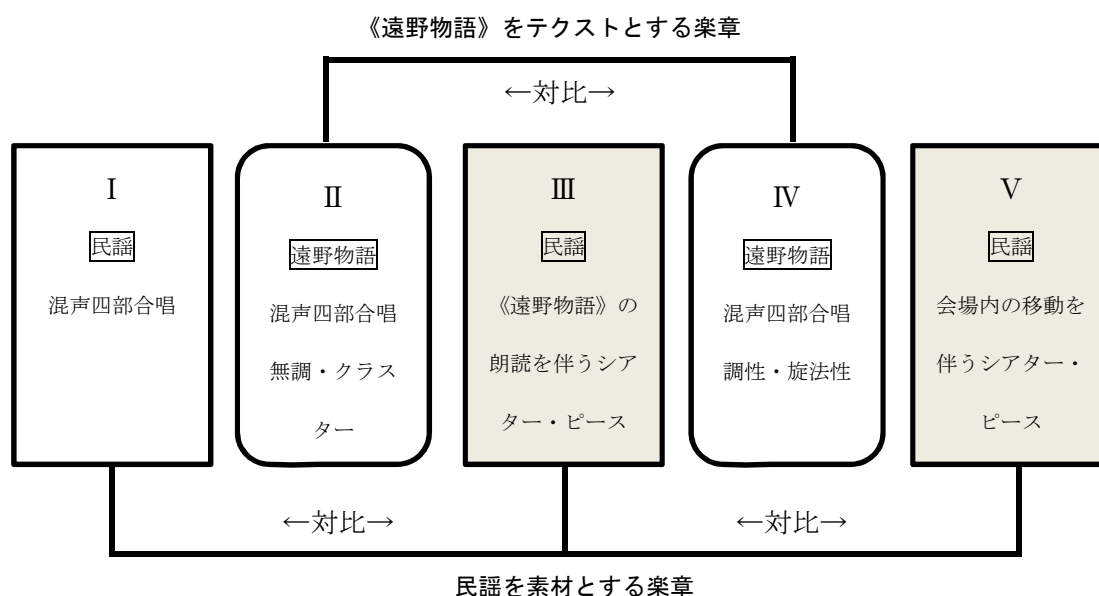 《遠野物語》をテクストとする楽章
←対比→
Ⅰ
民謡
混声四部合唱
Ⅱ
遠野物語
混声四部合唱
無調・クラス
ター
Ⅲ
民謡
《遠野物語》の
朗読を伴うシア
ター・ピース
Ⅳ
遠野物語
混声四部合唱
調性・旋法性
Ⅴ
民謡
会場内の移動を
伴うシアター・
ピース
←対比→
←対比→
民謡を素材とする楽章